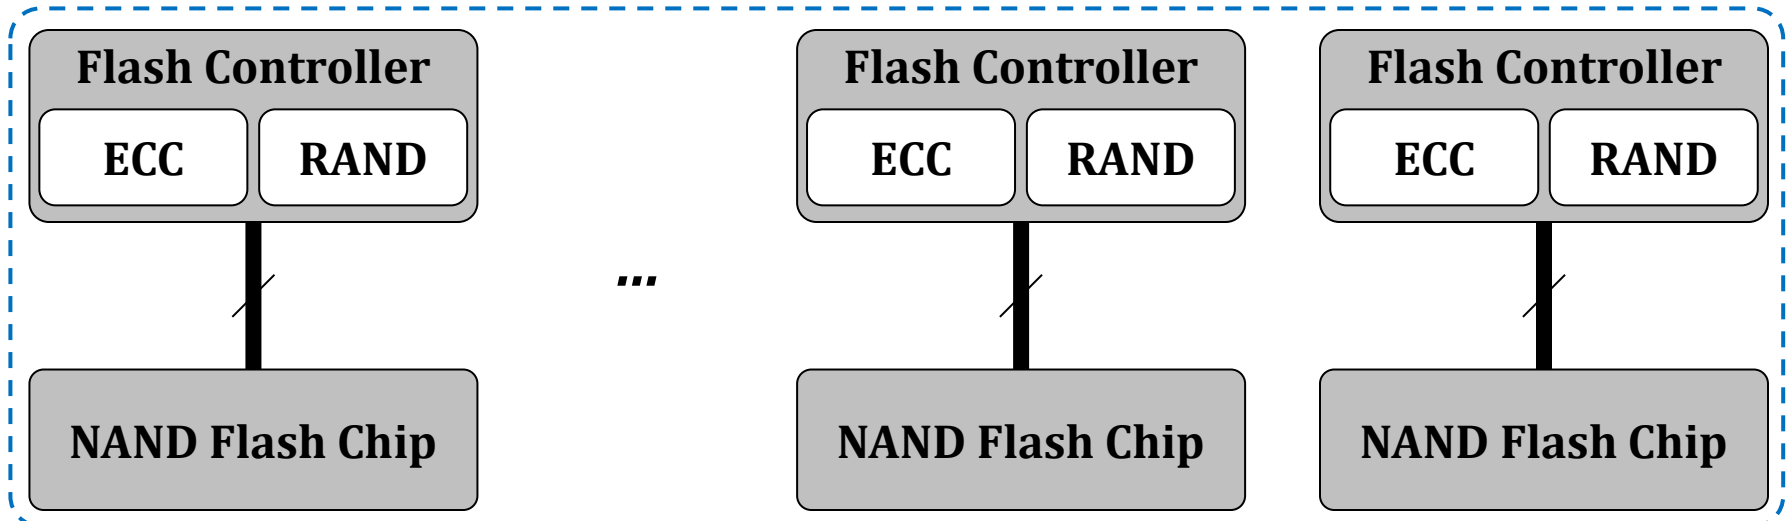 Flash Controller
ECC
RAND
Flash Controller
ECC
RAND
Flash Controller
ECC
RAND
...
NAND Flash Chip
NAND Flash Chip
NAND Flash Chip